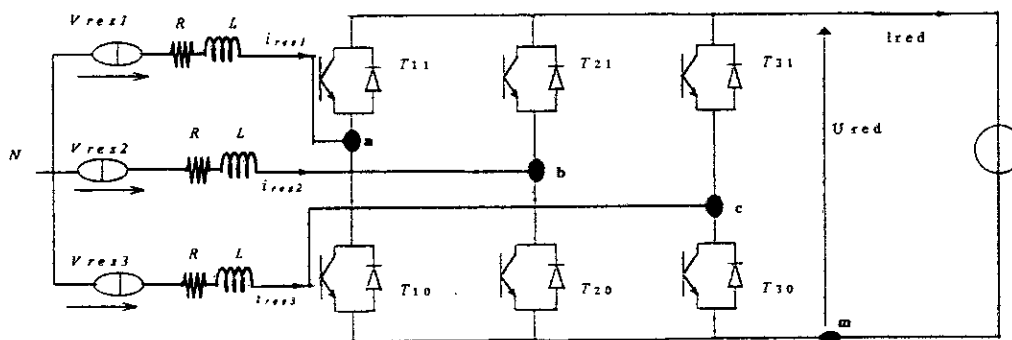 Vres1
R
L
ires1
T11
T21
T31
Ired
a
Ured
N
Vres2
R
L
ires2
b
c
Vres3
R
L
ires3
T10
T20
T30
m